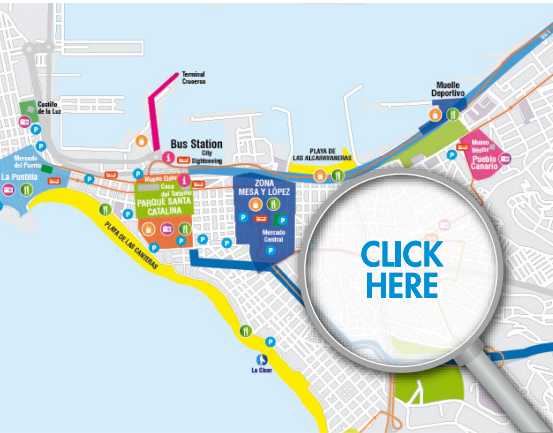 Terminal
Cruceros
Muelle
Deportivo
Castillo
de la Luz
Bus Station
City
Sightseeing
PLAYA DE
LAS ALCARAVANERAS
Museo
Néstor
Pueblo
Canario
Mercado
del Puerto
La Puntilla
Museo Elder
Casa
del Turismo
PARQUE SANTA
CATALINA
ZONA
MESA Y LÓPEZ
Mercado
Central
PLAYA DE LAS CANTERAS
CLICK
HERE
La Cícer